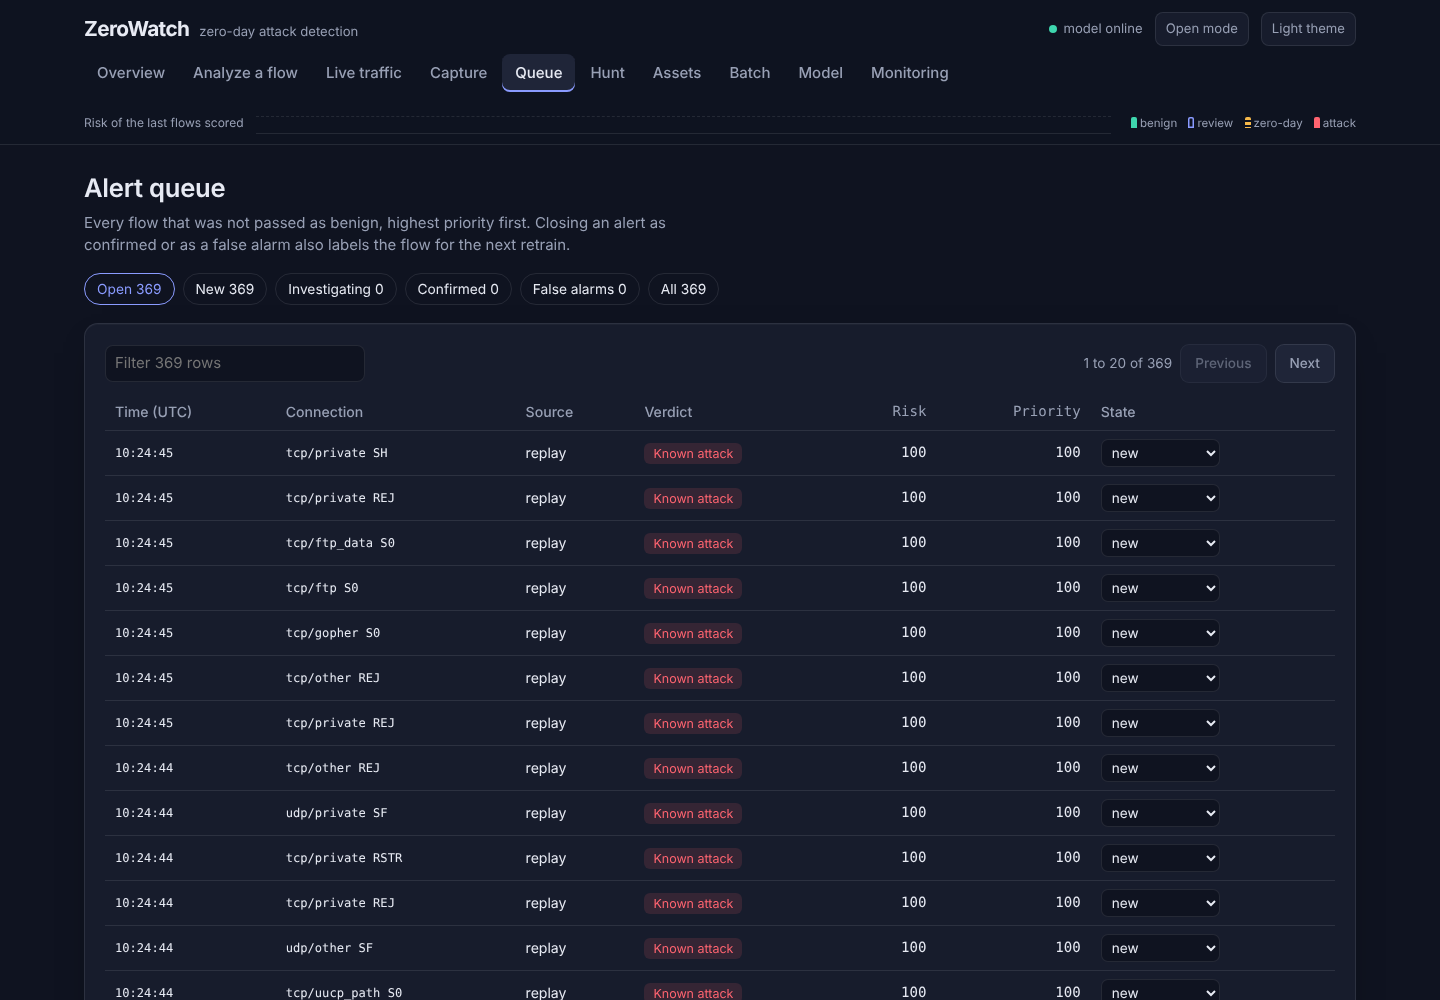 ZeroWatch zero-day attack detection
model online Open mode Light theme
Overview Analyze a flow Live traffic Capture Queue Hunt Assets Batch Model Monitoring
Risk of the last flows scored benign review zero-day attack
Alert queue
Every flow that was not passed as benign, highest priority first. Closing an alert as
confirmed or as a false alarm also labels the flow for the next retrain.
Open 369 New 369 Investigating 0 Confirmed 0 False alarms 0 All 369
Filter 369 rows 1 to 20 of 369 Previous Next
Time (UTC) Connection Source Verdict Risk Priority State
10:24:45 tcp/private SH replay Known attack 100 100 new
10:24:45 tcp/private REJ replay Known attack 100 100 new
10:24:45 tcp/ftp_data S0 replay Known attack 100 100 new
10:24:45 tcp/ftp S0 replay Known attack 100 100 new
10:24:45 tcp/gopher S0 replay Known attack 100 100 new
10:24:45 tcp/other REJ replay Known attack 100 100 new
10:24:45 tcp/private REJ replay Known attack 100 100 new
10:24:44 tcp/other REJ replay Known attack 100 100 new
10:24:44 udp/private SF replay Known attack 100 100 new
10:24:44 tcp/private RSTR replay Known attack 100 100 new
10:24:44 tcp/private REJ replay Known attack 100 100 new
10:24:44 udp/other SF replay Known attack 100 100 new
10:24:44 tcp/uucp_path S0 replay Known attack 100 100 new